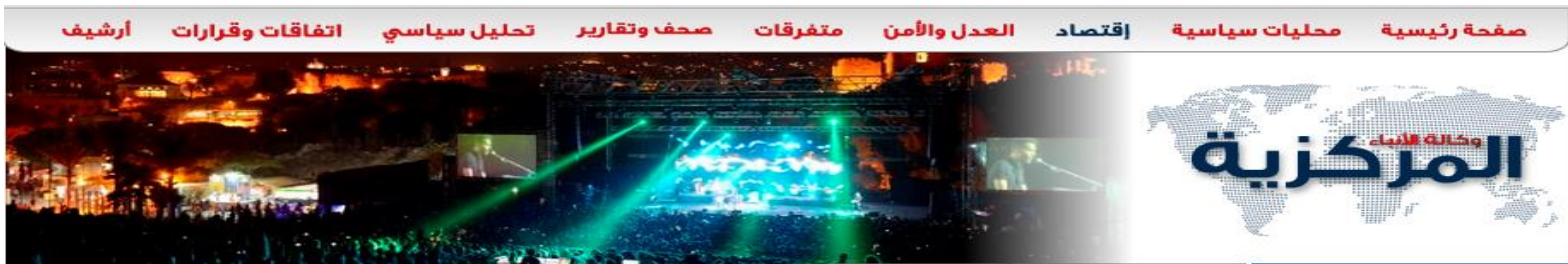 صفحة رئيسية محليات سياسية إقتصاد العدل والأمن متفرقات صحف وتقارير تحليل سياسي اتفاقات وقرارات أرشيف
وكالة الأنباء
المركزية